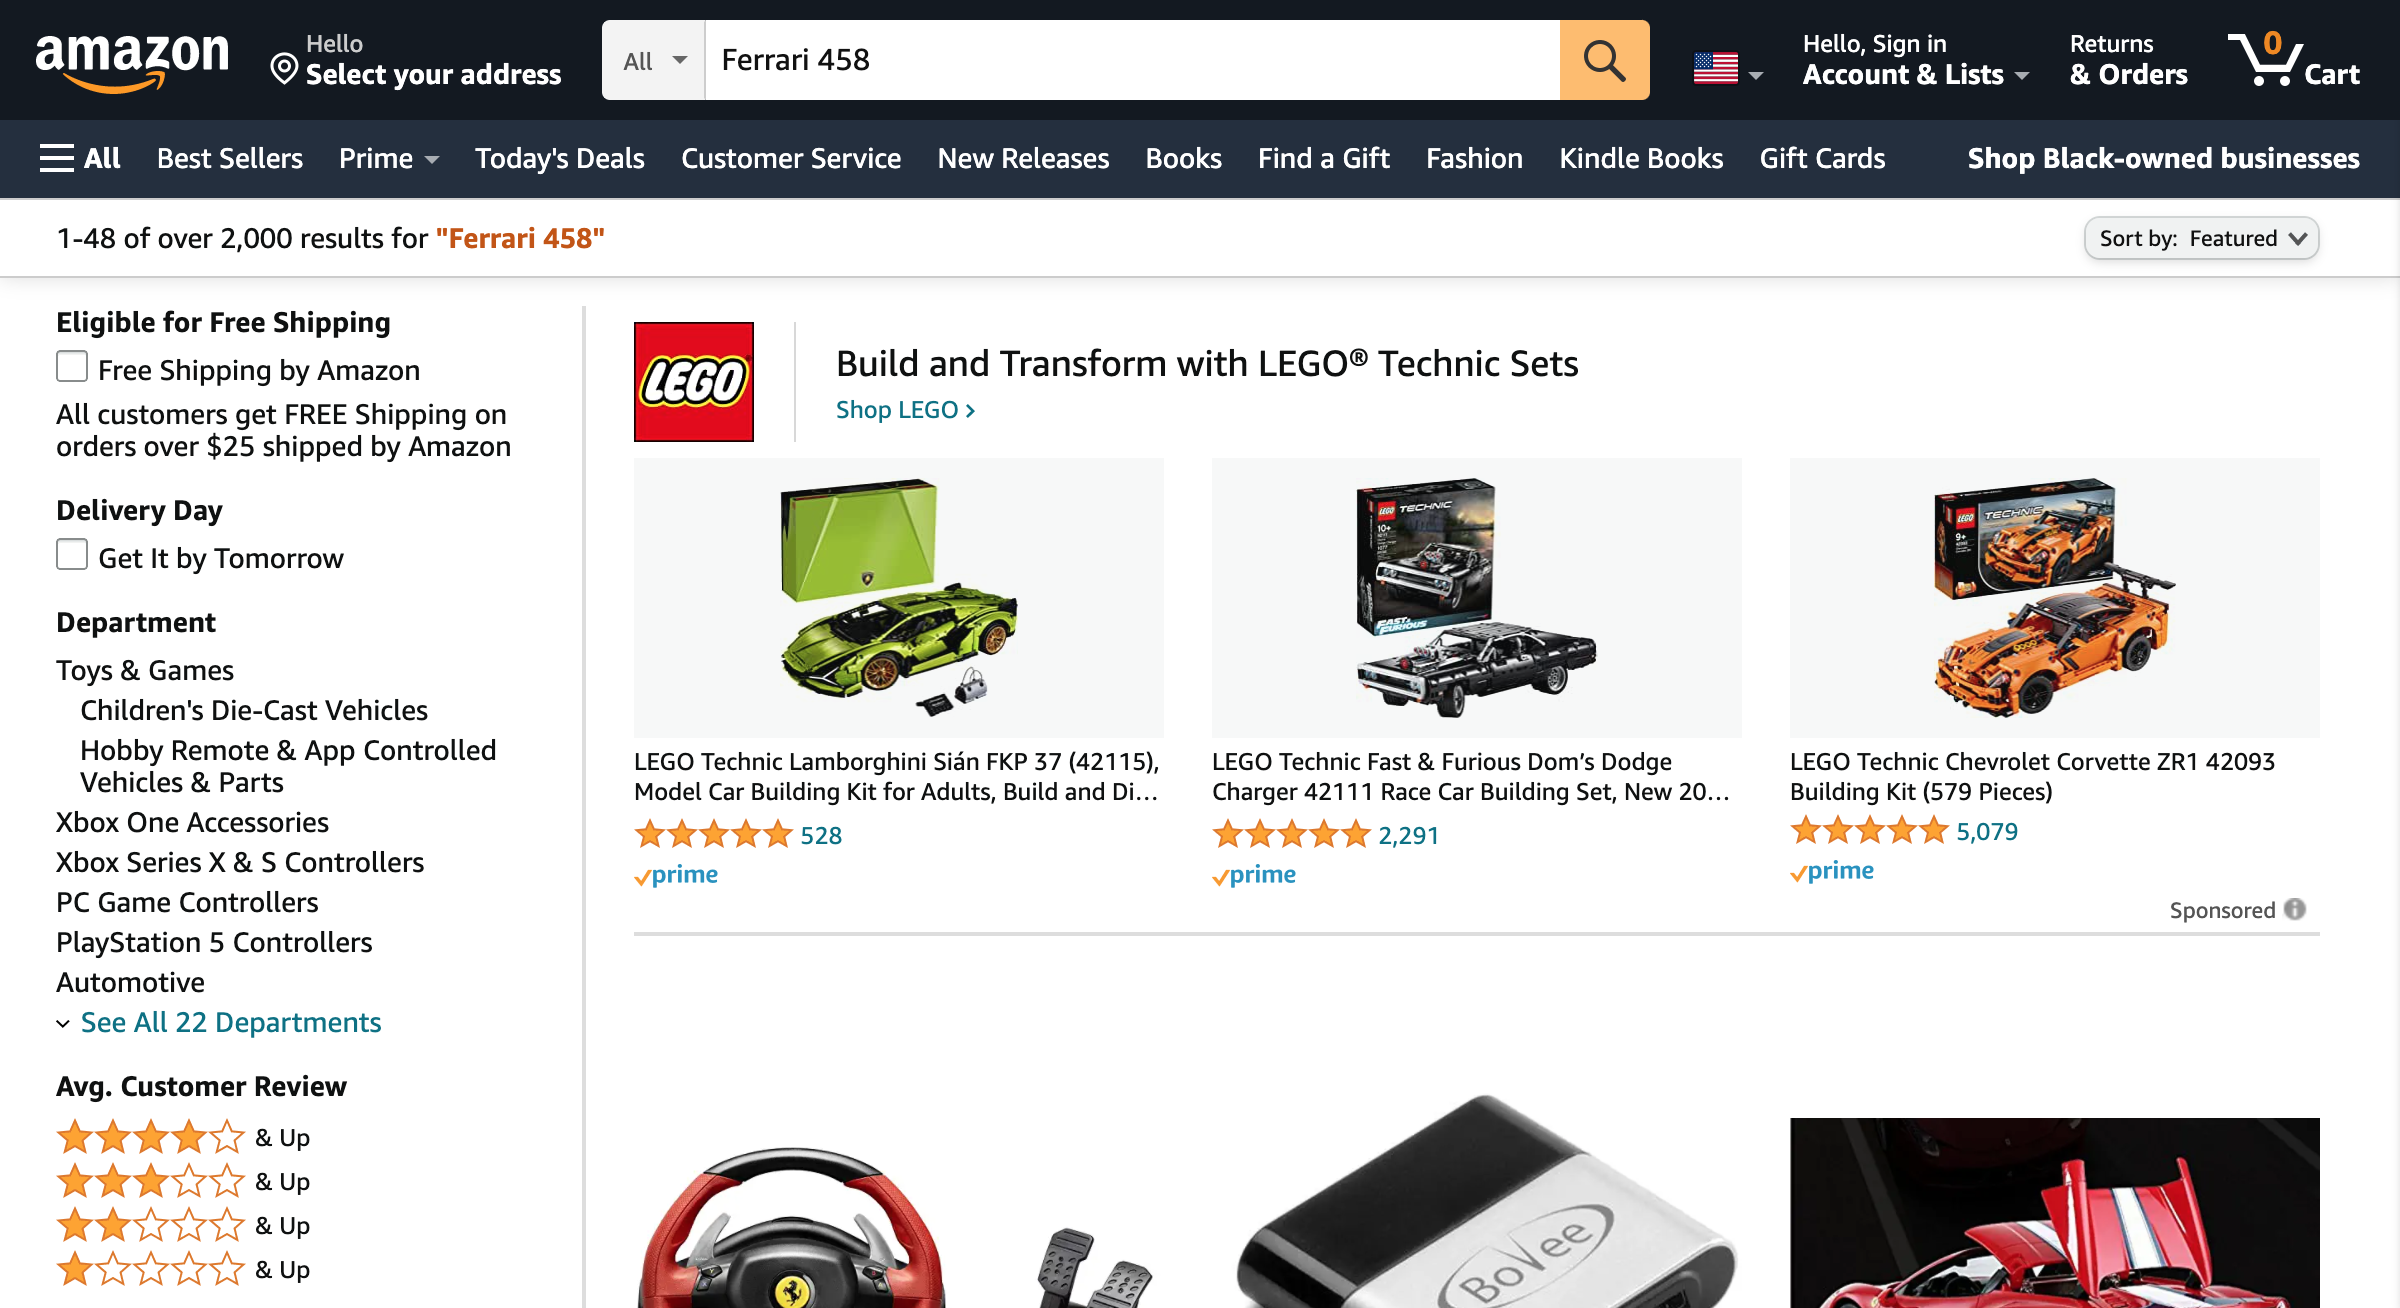 amazon
Hello
Select your address
All
Ferrari 458
Hello, Sign in
Account & Lists
Returns
& Orders
0
Cart
All
Best Sellers
Prime
Today's Deals
Customer Service
New Releases
Books
Find a Gift
Fashion
Kindle Books
Gift Cards
Shop Black-owned businesses
1-48 of over 2,000 results for "Ferrari 458"
Sort by: Featured
Eligible for Free Shipping
Free Shipping by Amazon
All customers get FREE Shipping on
orders over $25 shipped by Amazon
Delivery Day
Get It by Tomorrow
Department
Toys & Games
Children's Die-Cast Vehicles
Hobby Remote & App Controlled
Vehicles & Parts
Xbox One Accessories
Xbox Series X & S Controllers
PC Game Controllers
PlayStation 5 Controllers
Automotive
See All 22 Departments
Avg. Customer Review
& Up
& Up
& Up
& Up
LEGO
Build and Transform with LEGO® Technic Sets
Shop LEGO
LEGO TECHNIC
10+
FAST & FURIOUS
LEGO TECHNIC
9+
LEGO Technic Lamborghini Sián FKP 37 (42115),
Model Car Building Kit for Adults, Build and Di…
528
prime
LEGO Technic Fast & Furious Dom’s Dodge
Charger 42111 Race Car Building Set, New 20…
2,291
prime
LEGO Technic Chevrolet Corvette ZR1 42093
Building Kit (579 Pieces)
5,079
prime
Sponsored
BoVee